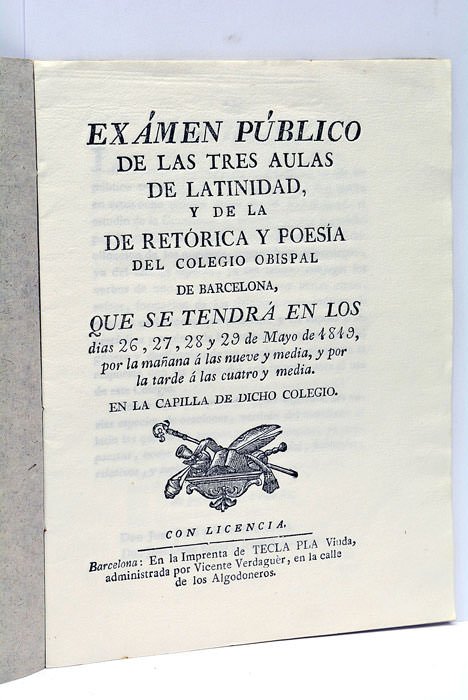 EXÁMEN PÚBLICO
DE LAS TRES AULAS
DE LATINIDAD,
Y DE LA
DE RETÓRICA Y POESÍA
DEL COLEGIO OBISPAL
DE BARCELONA,
QUE SE TENDRÁ EN LOS
dias 26, 27, 28 y 29 de Mayo de 1819,
por la mañana á las nueve y media, y por
la tarde á las cuatro y media.
EN LA CAPILLA DE DICHO COLEGIO.
CON LICENCIA.
Barcelona: En la Imprenta de TECLA PLA Viuda,
administrada por Vicente Verdaguèr, en la calle
de los Algodoneros.